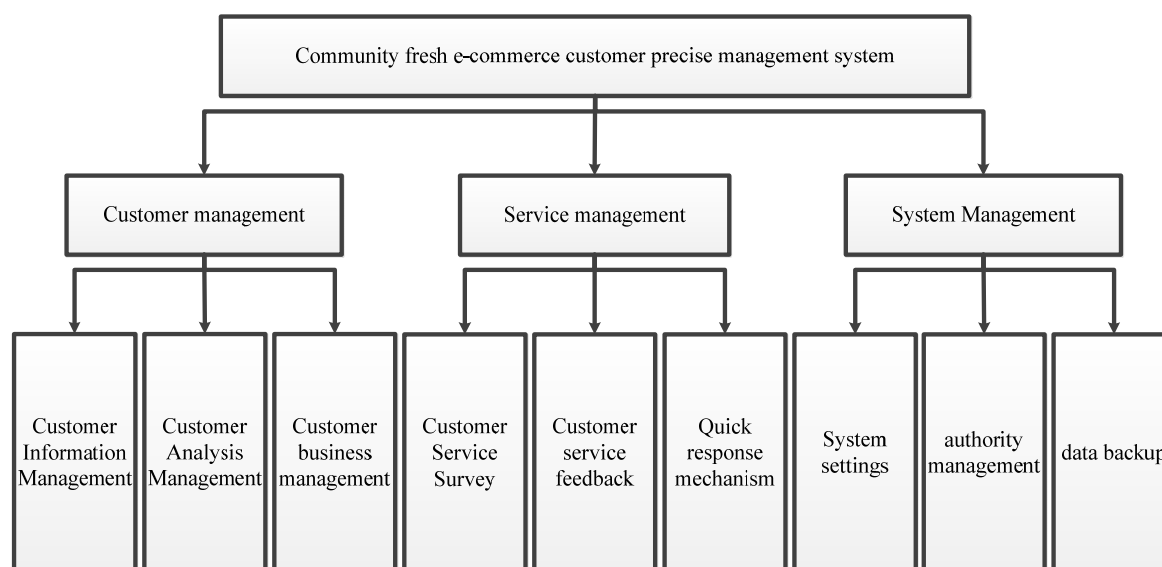 Community fresh e-commerce customer precise management system
Customer management
Service management
System Management
Customer
Information
Management
Customer
Analysis
Management
Customer
business
management
Customer
Service
Survey
Customer
service
feedback
Quick
response
mechanism
System
settings
authority
management
data backup